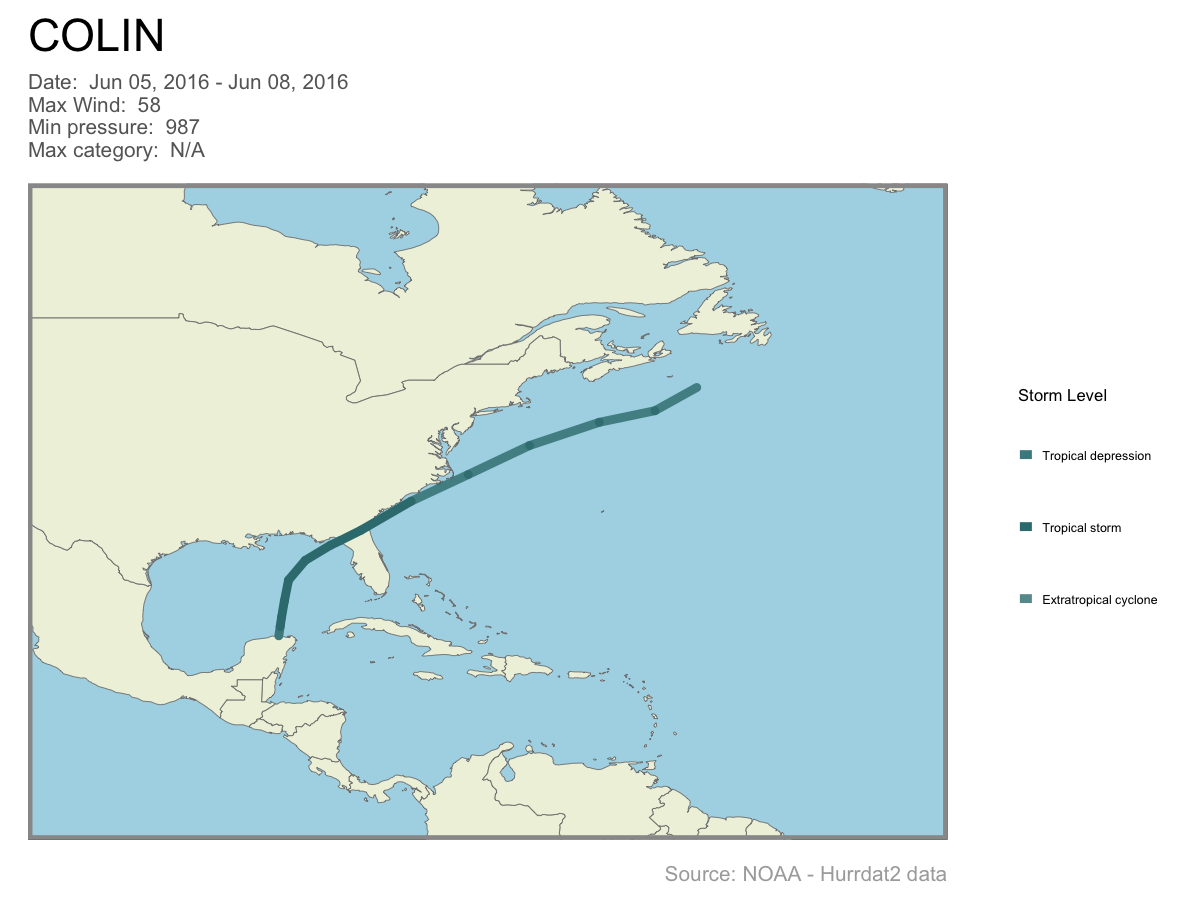 COLIN
Date:  Jun 05, 2016 - Jun 08, 2016
Max Wind:  58
Min pressure:  987
Max category:  N/A
Storm Level
Tropical depression
Tropical storm
Extratropical cyclone
Source: NOAA - Hurrdat2 data